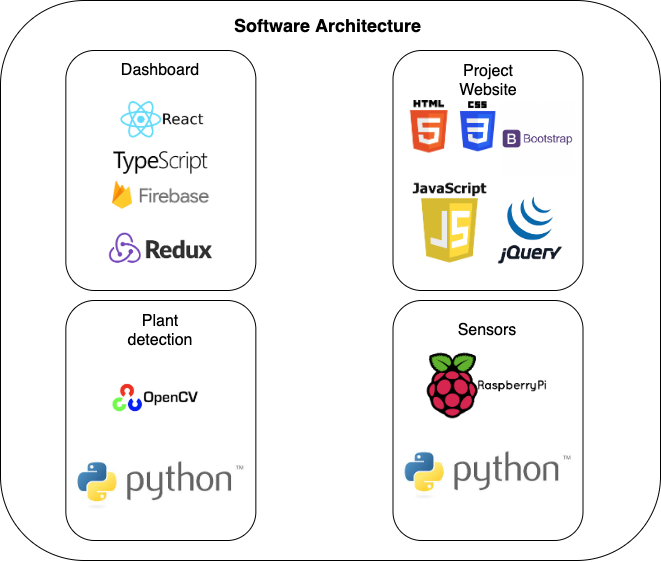 Software Architecture
Dashboard
React
TypeScript
Firebase
Redux
Project
Website
HTML
5
CSS
3
B Bootstrap
JavaScript
JS
jQuery
Plant
detection
OpenCV
python™
Sensors
RaspberryPi
python™